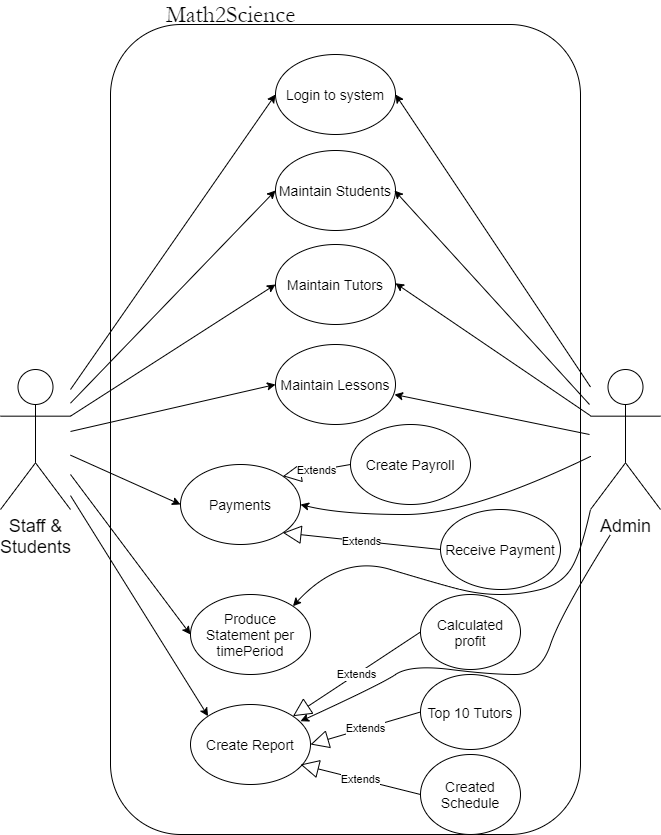 Math2Science
Login to system
Maintain Students
Maintain Tutors
Maintain Lessons
Extends
Create Payroll
Payments
Staff &
Students
Admin
Extends
Receive Payment
Produce
Statement per
timePeriod
Calculated
profit
Extends
Top 10 Tutors
Extends
Create Report
Extends
Created
Schedule